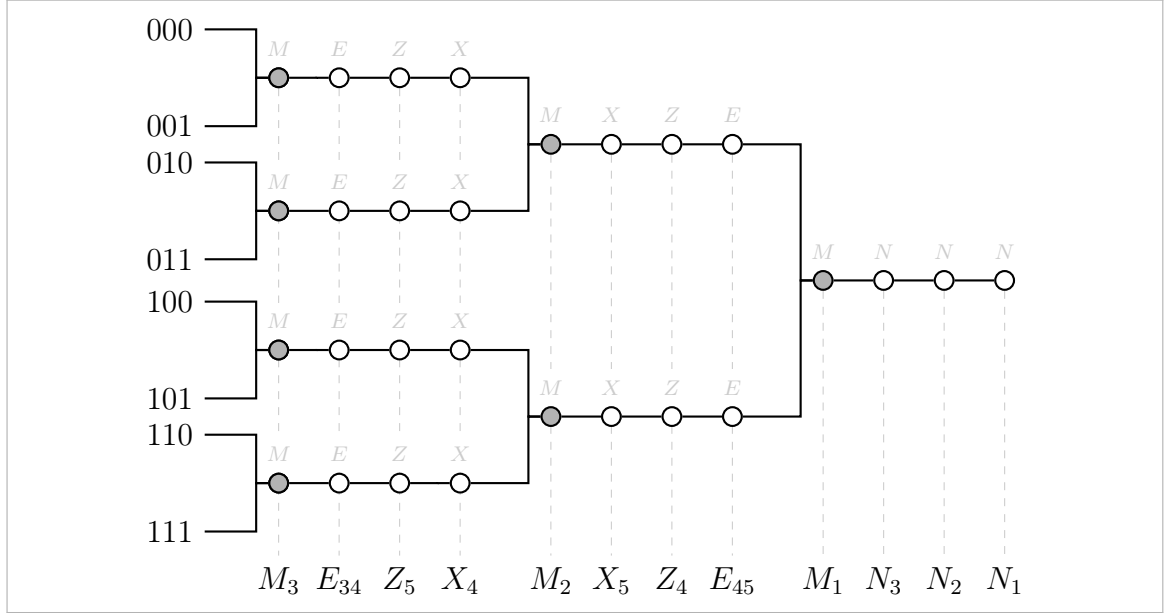 000
M E Z X
001
M X Z E
010
M E Z X
011
M N N N
100
M E Z X
101
M X Z E
110
M E Z X
111
M₃ E₃₄ Z₅ X₄ M₂ X₅ Z₄ E₄₅ M₁ N₃ N₂ N₁